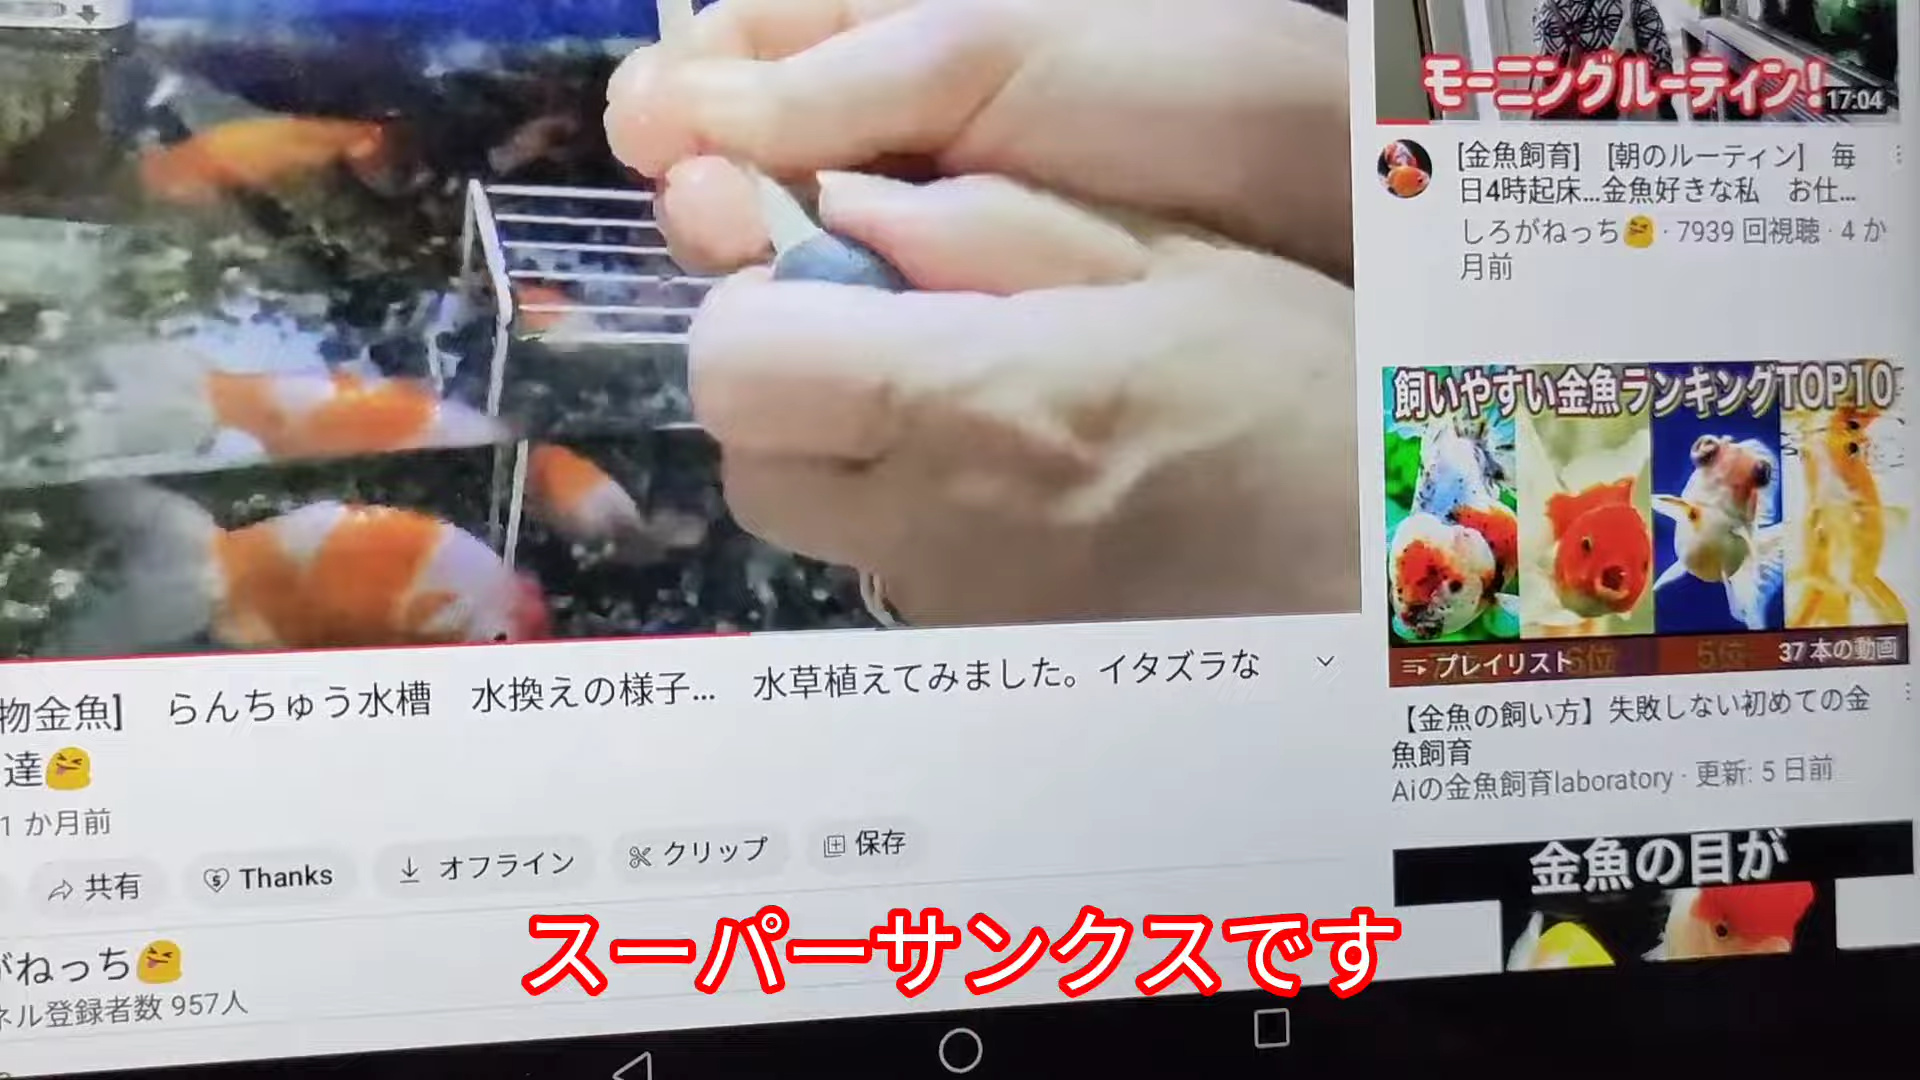 物金魚]　らんちゅう水槽　水換えの様子...　水草植えてみました。イタズラな
達😝
1 か月前
共有
Thanks
オフライン
クリップ
保存
がねっち😝
ネル登録者数 957人
スーパーサンクスです
モーニングルーティン!
17:04
[金魚飼育]　[朝のルーティン]　毎
日4時起床...金魚好きな私　お仕...
しろがねっち😝・7939 回視聴・4 か
月前
飼いやすい金魚ランキングTOP10
プレイリスト
5位
37 本の動画
【金魚の飼い方】失敗しない初めての金
魚飼育
Aiの金魚飼育laboratory・更新: 5 日前
金魚の目が